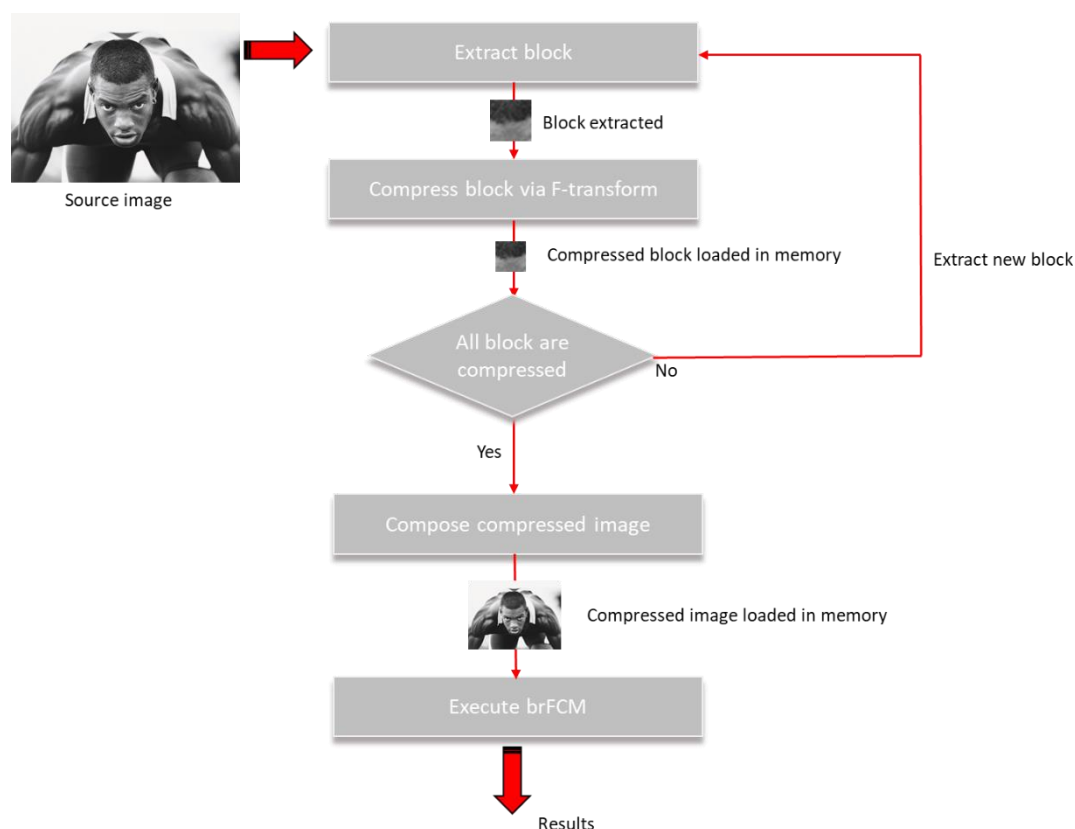 Extract block
Block extracted
Source image
Compress block via F-transform
Compressed block loaded in memory
Extract new block
All block are
compressed
No
Yes
Compose compressed image
Compressed image loaded in memory
Execute brFCM
Results